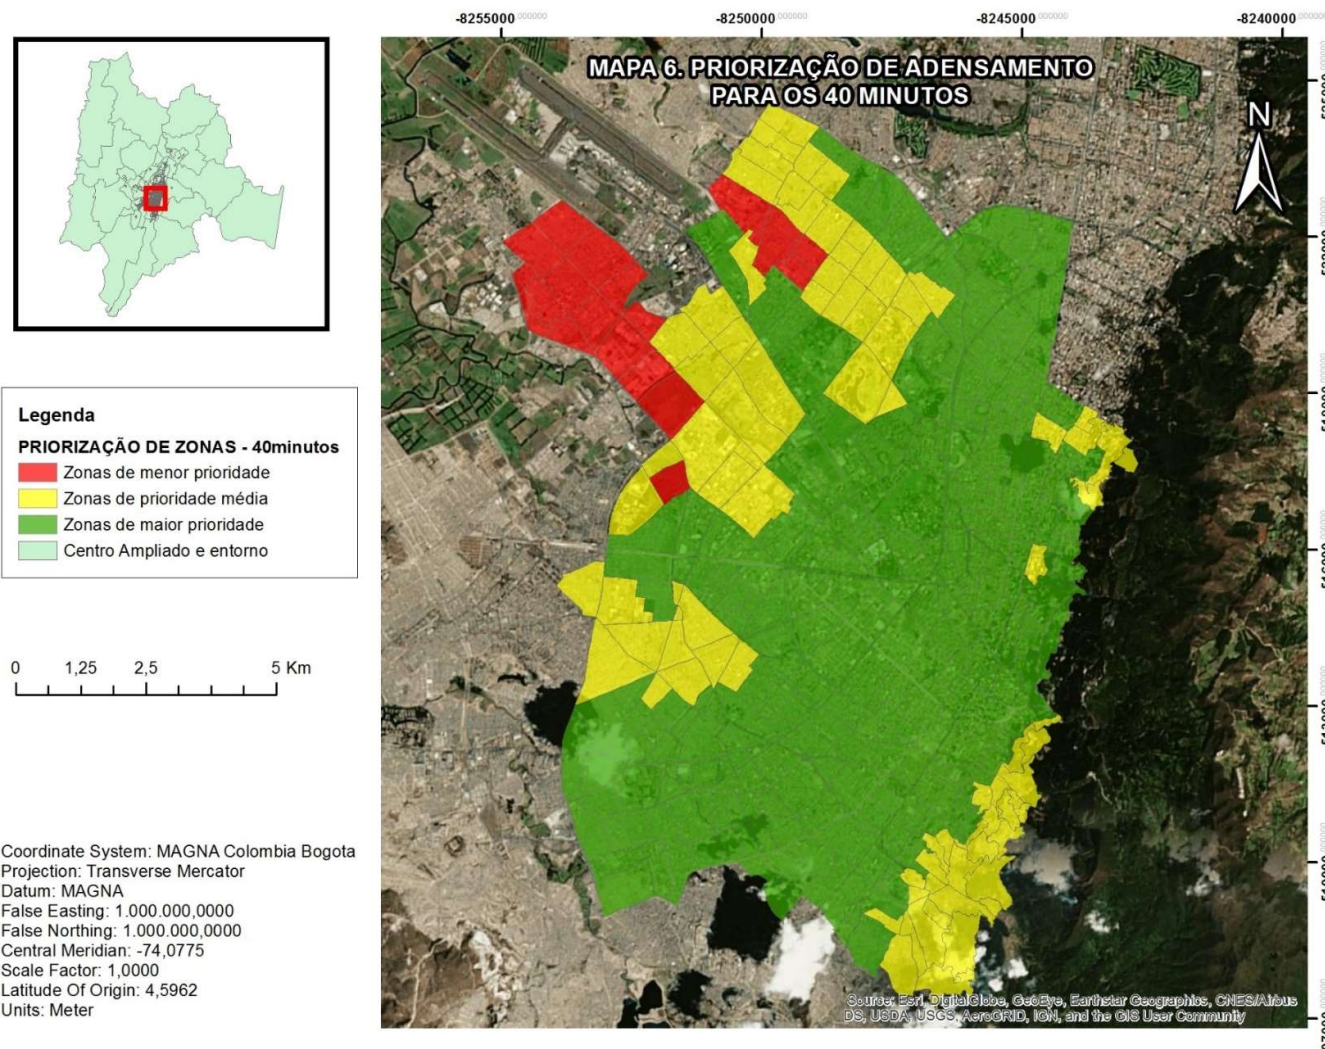 -8255000,000000
-8250000,000000
-8245000,000000
-8240000,000000
MAPA 6. PRIORIZAÇÃO DE ADENSAMENTO
PARA OS 40 MINUTOS
N
Legenda
PRIORIZAÇÃO DE ZONAS - 40minutos
Zonas de menor prioridade
Zonas de prioridade média
Zonas de maior prioridade
Centro Ampliado e entorno
0 1,25 2,5 5 Km
Coordinate System: MAGNA Colombia Bogota
Projection: Transverse Mercator
Datum: MAGNA
False Easting: 1.000.000,0000
False Northing: 1.000.000,0000
Central Meridian: -74,0775
Scale Factor: 1,0000
Latitude Of Origin: 4,5962
Units: Meter
Source: Esri, DigitalGlobe, GeoEye, Earthstar Geographics, CNES/Airbus
DS, USDA, USGS, AeroGRID, IGN, and the GIS User Community